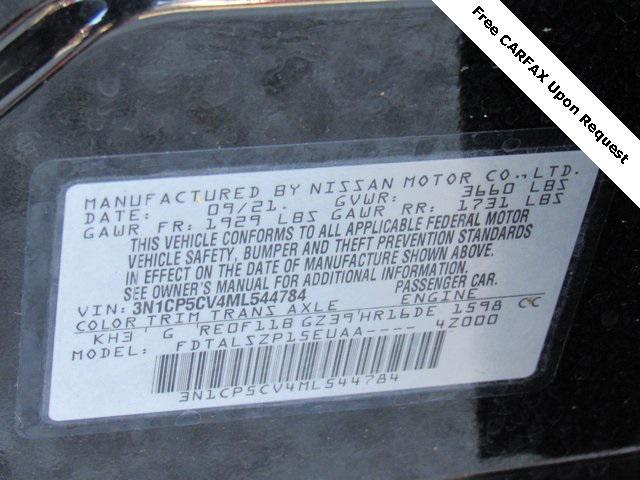 Free CARFAX Upon Request
MANUFACTURED BY NISSAN MOTOR CO., LTD.
DATE: 09/21. GVWR: 3660 LBS
GAWR FR: 1929 LBS GAWR RR: 1731 LBS
THIS VEHICLE CONFORMS TO ALL APPLICABLE FEDERAL MOTOR
VEHICLE SAFETY, BUMPER AND THEFT PREVENTION STANDARDS
IN EFFECT ON THE DATE OF MANUFACTURE SHOWN ABOVE.
SEE OWNER'S MANUAL FOR ADDITIONAL INFORMATION.
VIN: 3N1CP5CV4ML544784 PASSENGER CAR.
COLOR TRIM TRANS AXLE ENGINE
KH3 ' G 'RE0F11B GZ39'HR16DE 1598 CC
MODEL: FDTALSZP15EUAA---- 4Z000
3N1CP5CV4ML544784